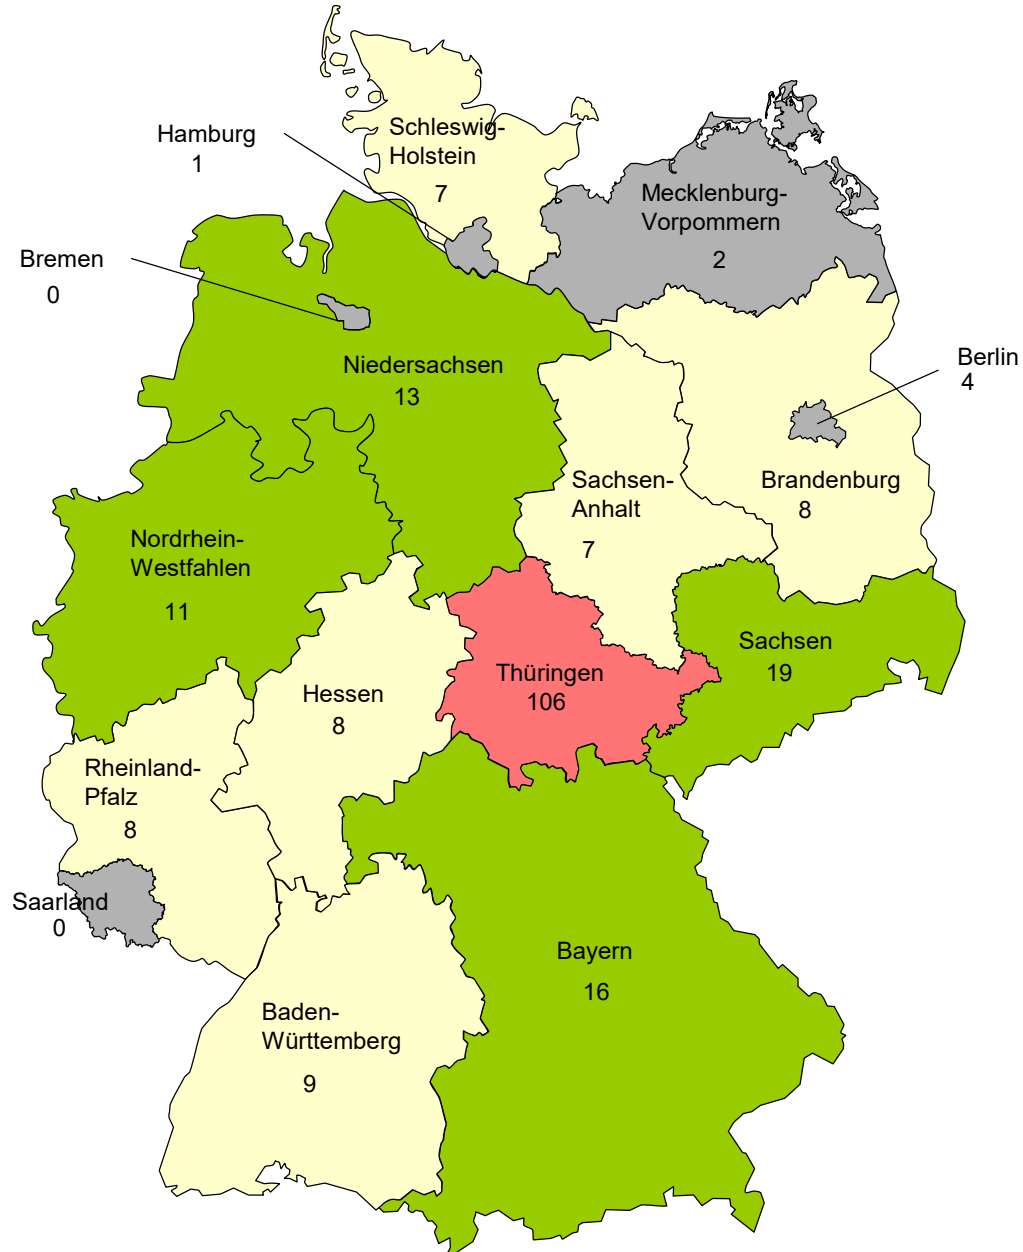 Hamburg
1
Schleswig-
Holstein
7
Mecklenburg-
Vorpommern
2
Bremen
0
Niedersachsen
13
Berlin
4
Sachsen-
Anhalt
7
Brandenburg
8
Nordrhein-
Westfahlen
11
Sachsen
19
Thüringen
106
Hessen
8
Rheinland-
Pfalz
8
Saarland
0
Bayern
16
Baden-
Württemberg
9